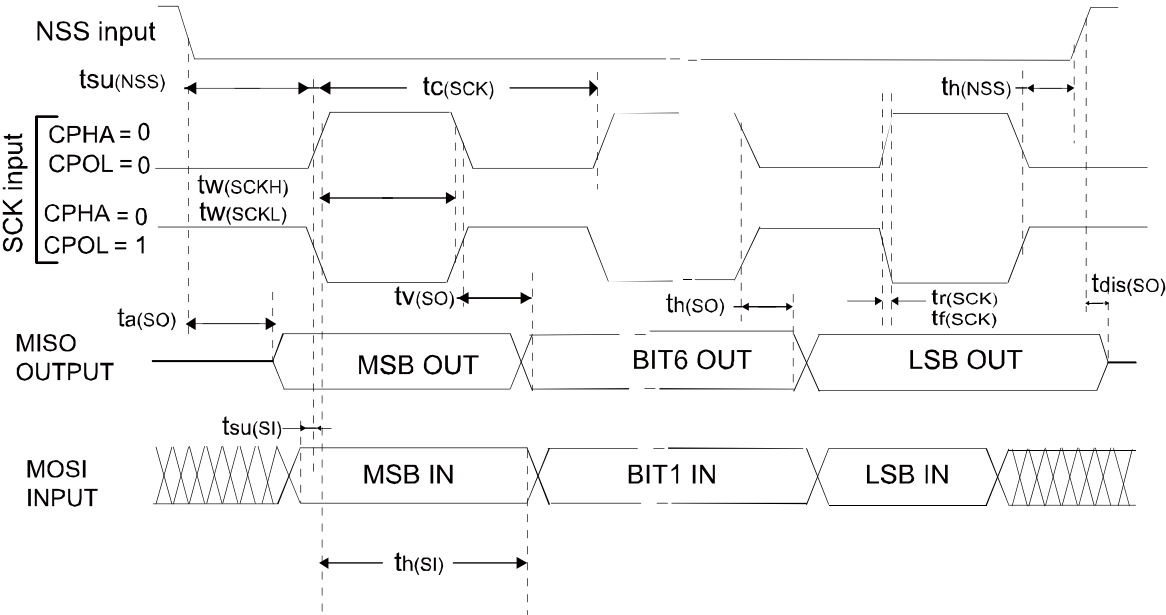 NSS input
tsu(NSS)
tc(SCK)
th(NSS)
SCK input
CPHA = 0
CPOL = 0
tw(SCKH)
CPHA = 0
tw(SCKL)
CPOL = 1
tv(SO)
th(SO)
tr(SCK)
tdis(SO)
ta(SO)
tf(SCK)
MISO
OUTPUT
MSB OUT
BIT6 OUT
LSB OUT
tsu(SI)
MOSI
INPUT
MSB IN
BIT1 IN
LSB IN
th(SI)